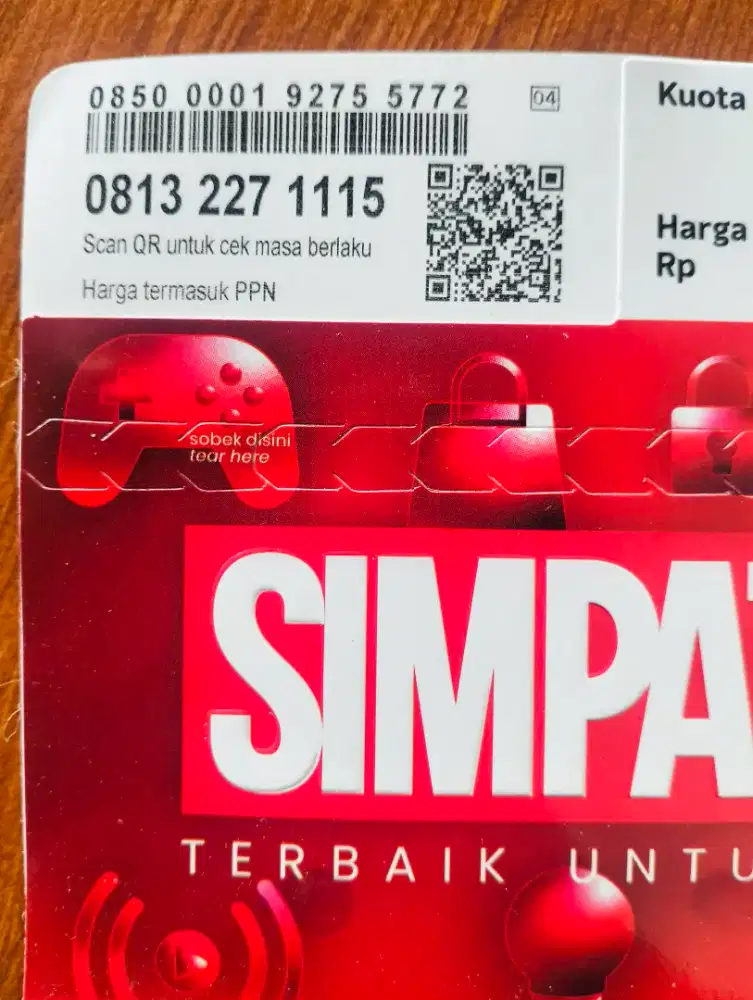 0850 0001 9275 5772
04
0813 227 1115
Scan QR untuk cek masa berlaku
Harga termasuk PPN
Kuota
Harga
Rp
sobek disini
tear here
SIMPA
TERBAIK UNTU